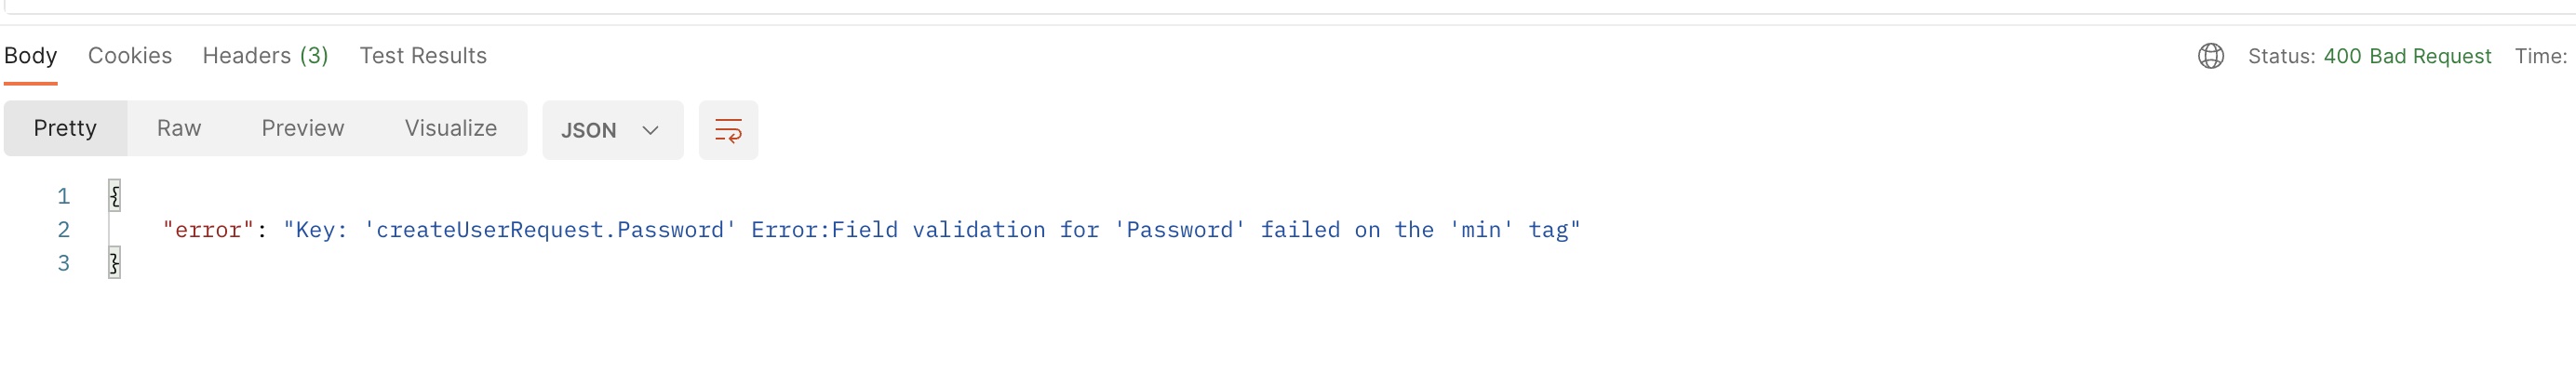 Body Cookies Headers (3) Test Results Status: 400 Bad Request Time:
Pretty Raw Preview Visualize JSON
1 {
2 "error": "Key: 'createUserRequest.Password' Error:Field validation for 'Password' failed on the 'min' tag"
3 }